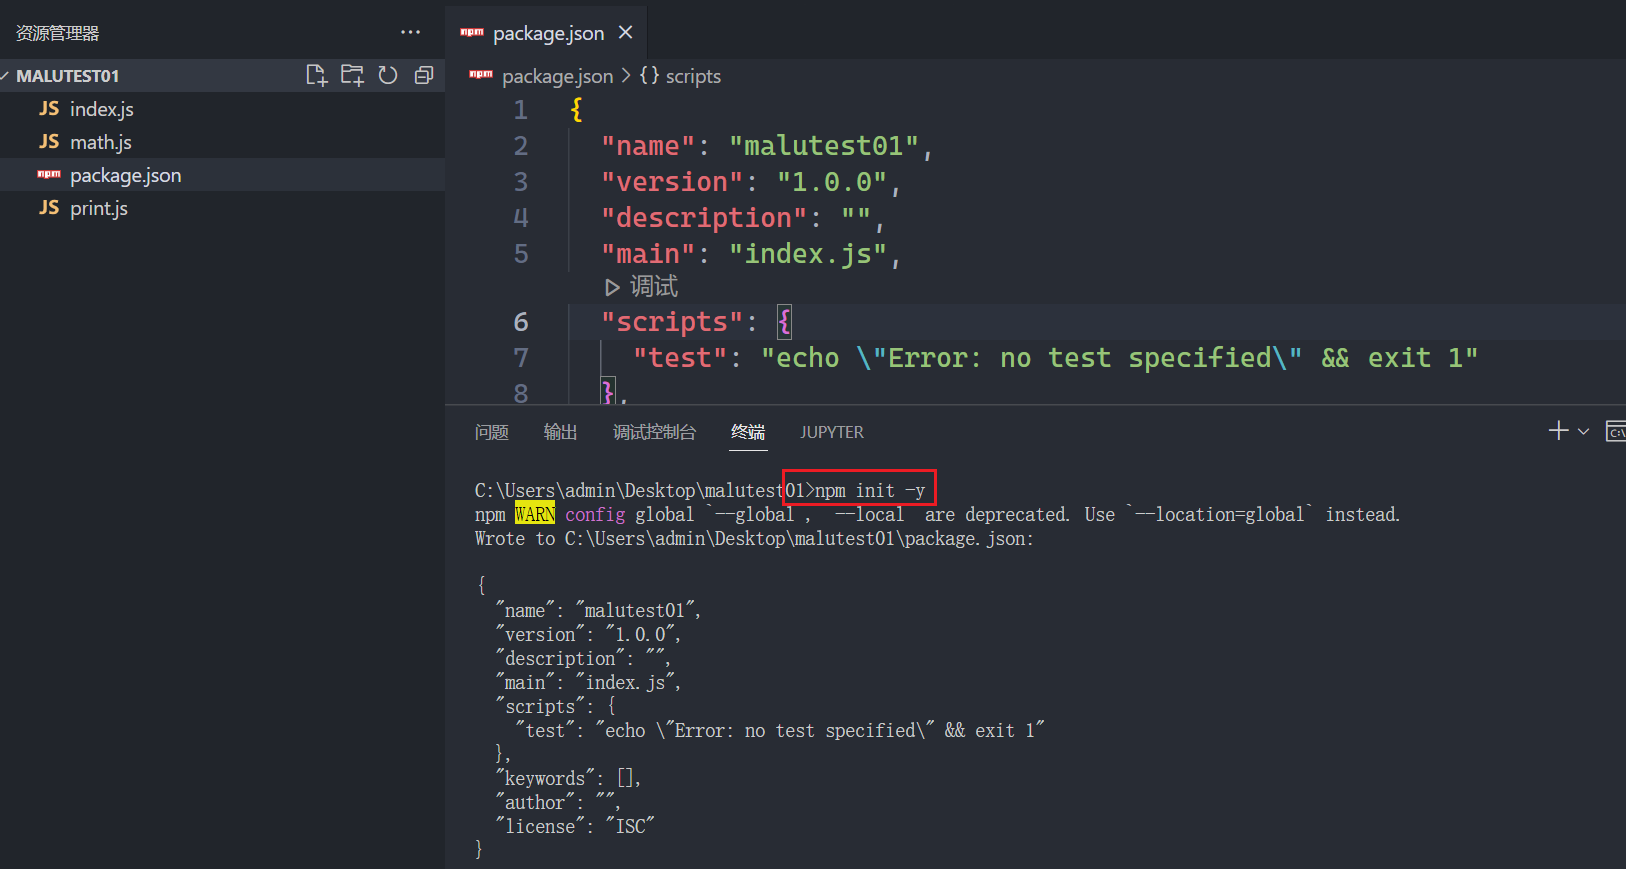 资源管理器 ···
npm package.json ×
MALUTEST01
npm package.json > {} scripts
JS index.js
JS math.js
npm package.json
JS print.js
1 {
2 "name": "malutest01",
3 "version": "1.0.0",
4 "description": "",
5 "main": "index.js",
调试
6 "scripts": {
7 "test": "echo \"Error: no test specified\" && exit 1"
8 },
问题 输出 调试控制台 终端 JUPYTER
C:\Users\admin\Desktop\malutest01>npm init -y
npm WARN config global `--global`, `--local` are deprecated. Use `--location=global` instead.
Wrote to C:\Users\admin\Desktop\malutest01\package.json:
{
"name": "malutest01",
"version": "1.0.0",
"description": "",
"main": "index.js",
"scripts": {
"test": "echo \"Error: no test specified\" && exit 1"
},
"keywords": [],
"author": "",
"license": "ISC"
}